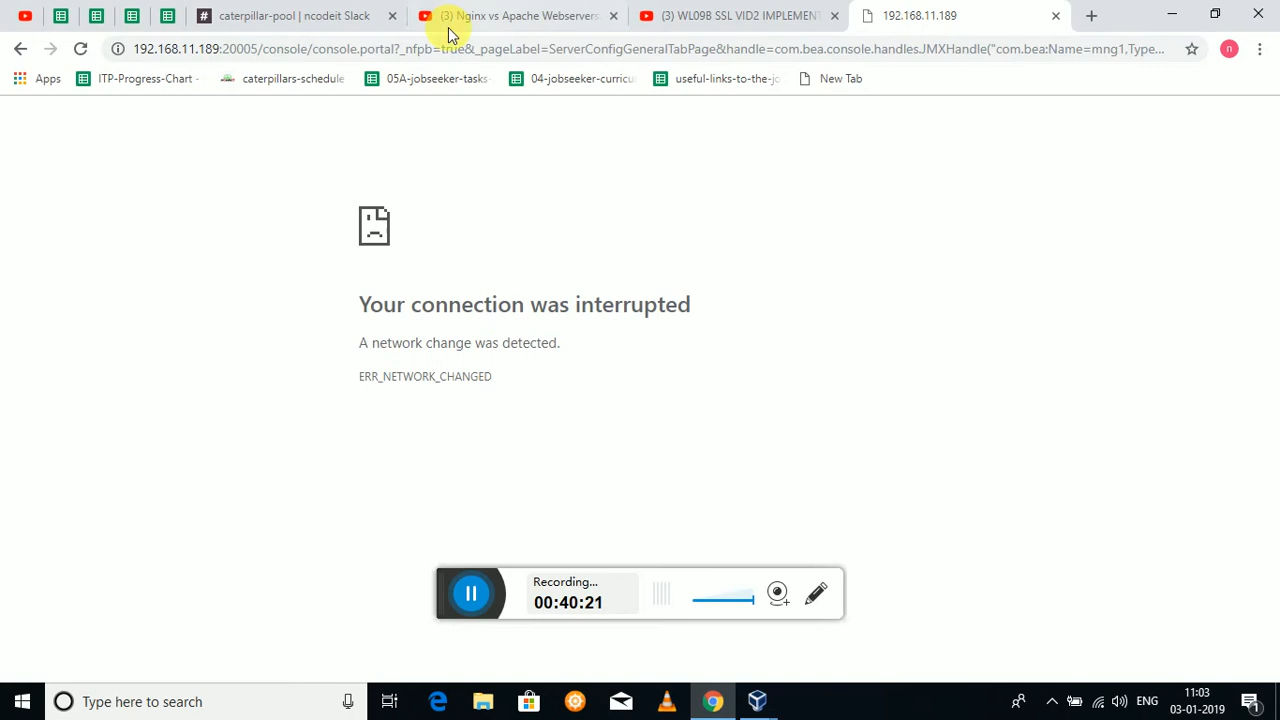 caterpillar-pool | ncodeit Slack
(3) Nginx vs Apache Webservers
(3) WL09B SSL VID2 IMPLEMENT
192.168.11.189
192.168.11.189:20005/console/console.portal?_nfpb=true&_pageLabel=ServerConfigGeneralTabPage&handle=com.bea.console.handles.JMXHandle("com.bea:Name=mng1,Type...
n
Apps
ITP-Progress-Chart -
caterpillars-schedule
05A-jobseeker-tasks-
04-jobseeker-curricu
useful-links-to-the-jo
New Tab
Your connection was interrupted
A network change was detected.
ERR_NETWORK_CHANGED
Recording...
00:40:21
Type here to search
ENG
11:03
03-01-2019
1